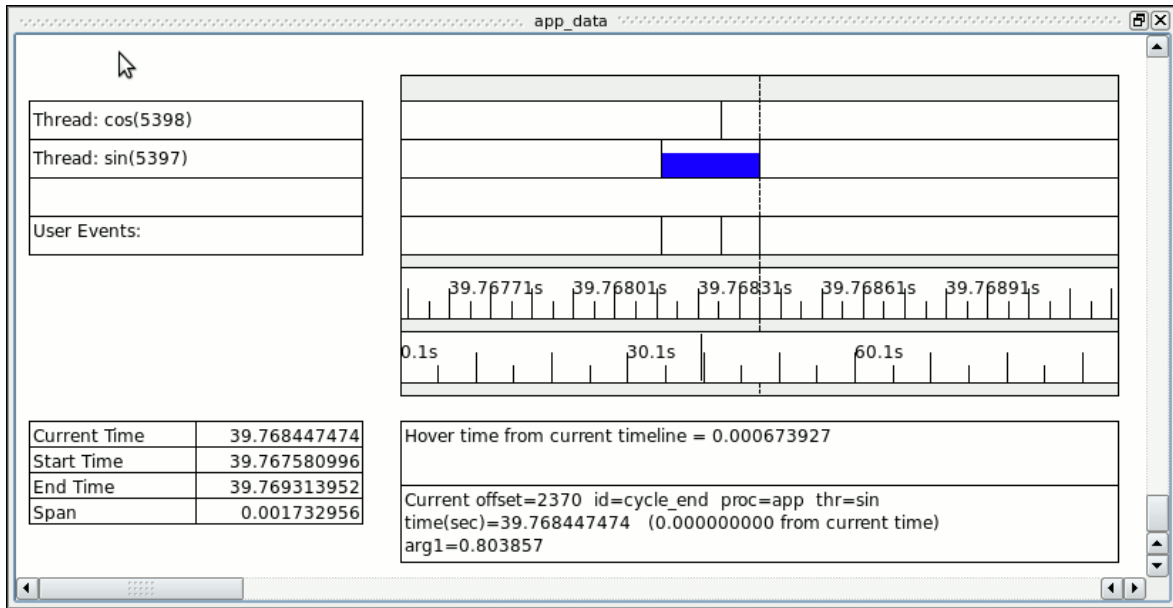 app_data
Thread: cos(5398)
Thread: sin(5397)
User Events:
39.76771s 39.76801s 39.76831s 39.76861s 39.76891s
0.1s 30.1s 60.1s
Current Time 39.768447474
Start Time 39.767580996
End Time 39.769313952
Span 0.001732956
Hover time from current timeline = 0.000673927
Current offset=2370 id=cycle_end proc=app thr=sin
time(sec)=39.768447474 (0.000000000 from current time)
arg1=0.803857